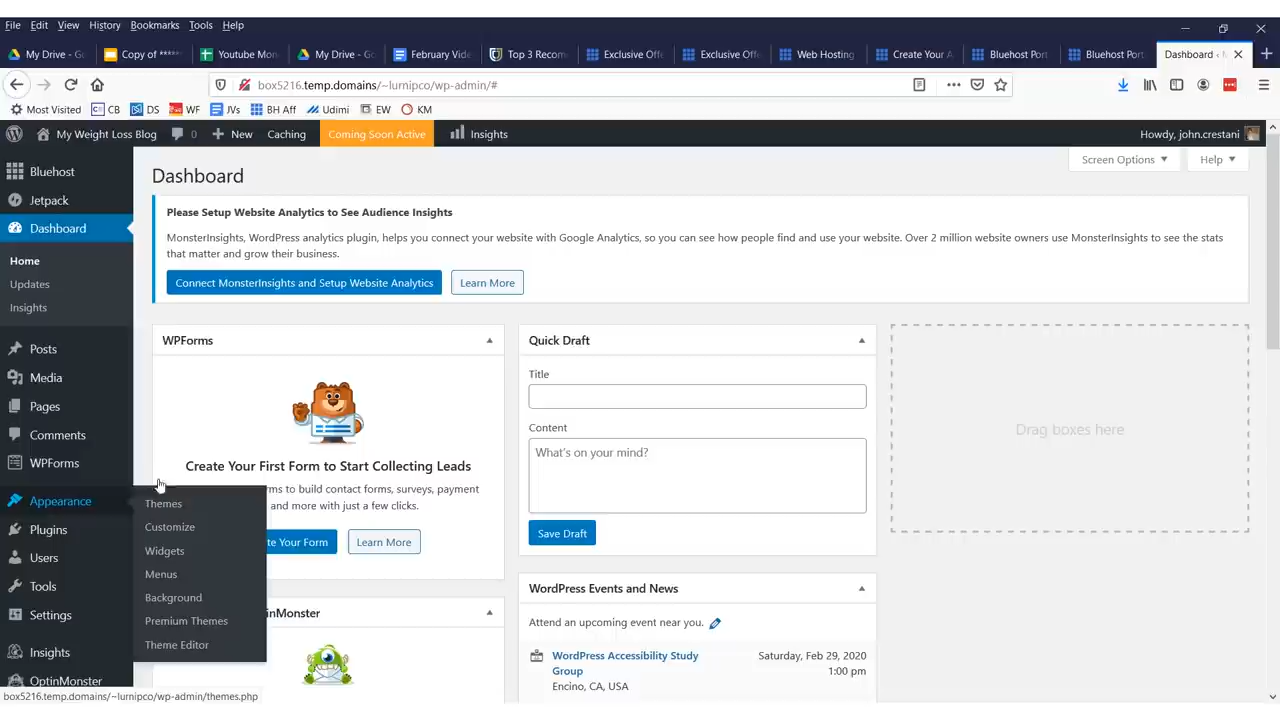 File Edit View History Bookmarks Tools Help
My Drive - Go
Copy of *****
Youtube Mon
My Drive - Go
February Vide
Top 3 Recom
Exclusive Offe
Exclusive Offe
Web Hosting
Create Your A
Bluehost Port
Bluehost Port
Dashboard ‹ M
box5216.temp.domains/~lurnipco/wp-admin/#
Most Visited CB DS WF JVs BH Aff Udimi EW KM
My Weight Loss Blog 0 New Caching Coming Soon Active Insights Howdy, john.crestani
Screen Options Help
Bluehost
Jetpack
Dashboard
Home
Updates
Insights
Posts
Media
Pages
Comments
WPForms
Appearance
Plugins
Users
Tools
Settings
Insights
OptinMonster
Themes
Customize
Widgets
Menus
Background
Premium Themes
Theme Editor
Dashboard
Please Setup Website Analytics to See Audience Insights
MonsterInsights, WordPress analytics plugin, helps you connect your website with Google Analytics, so you can see how people find and use your website. Over 2 million website owners use MonsterInsights to see the stats
that matter and grow their business.
Connect MonsterInsights and Setup Website Analytics Learn More
WPForms
Create Your First Form to Start Collecting Leads
ms to build contact forms, surveys, payment
and more with just a few clicks.
te Your Form Learn More
inMonster
Quick Draft
Title
Content
What's on your mind?
Save Draft
WordPress Events and News
Attend an upcoming event near you.
WordPress Accessibility Study
Group
Encino, CA, USA
Saturday, Feb 29, 2020
1:00 pm
Drag boxes here
box5216.temp.domains/~lurnipco/wp-admin/themes.php